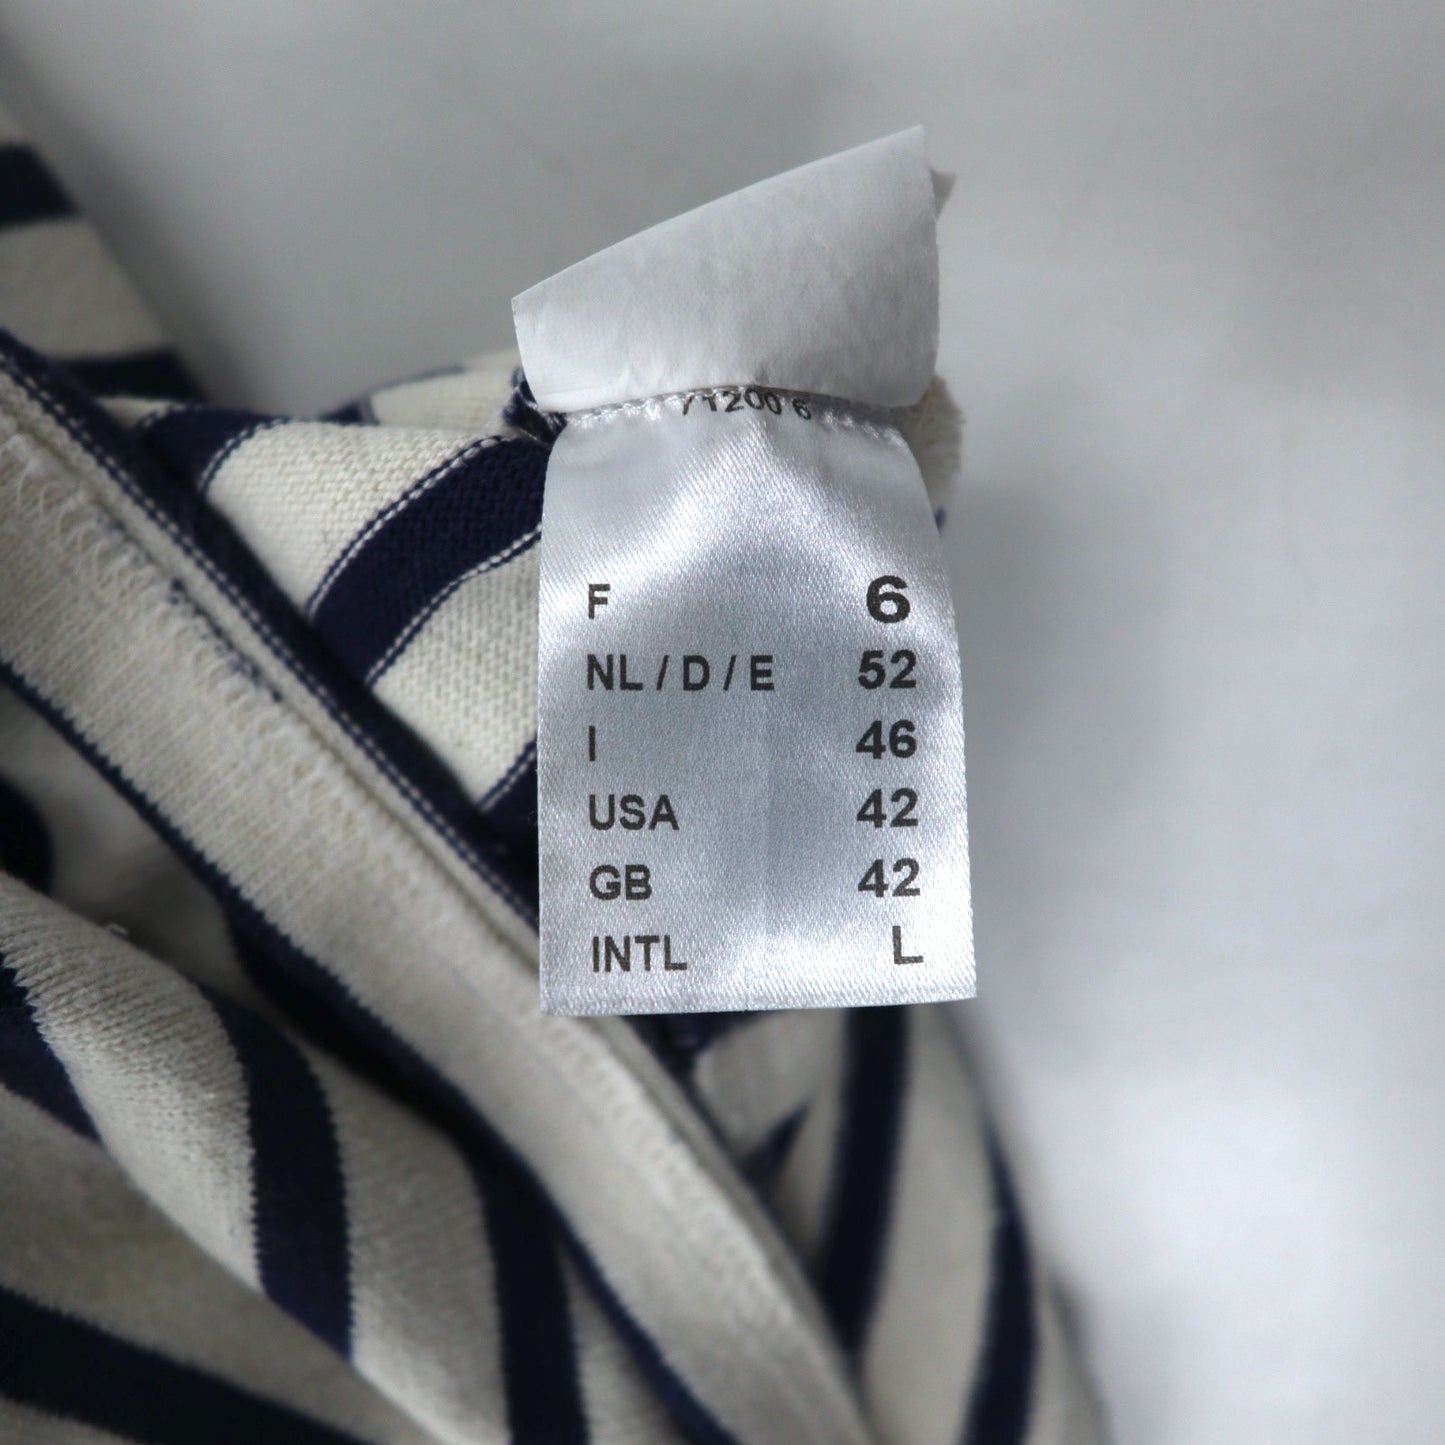 71200 6
F 6
NL / D / E 52
I 46
USA 42
GB 42
INTL L